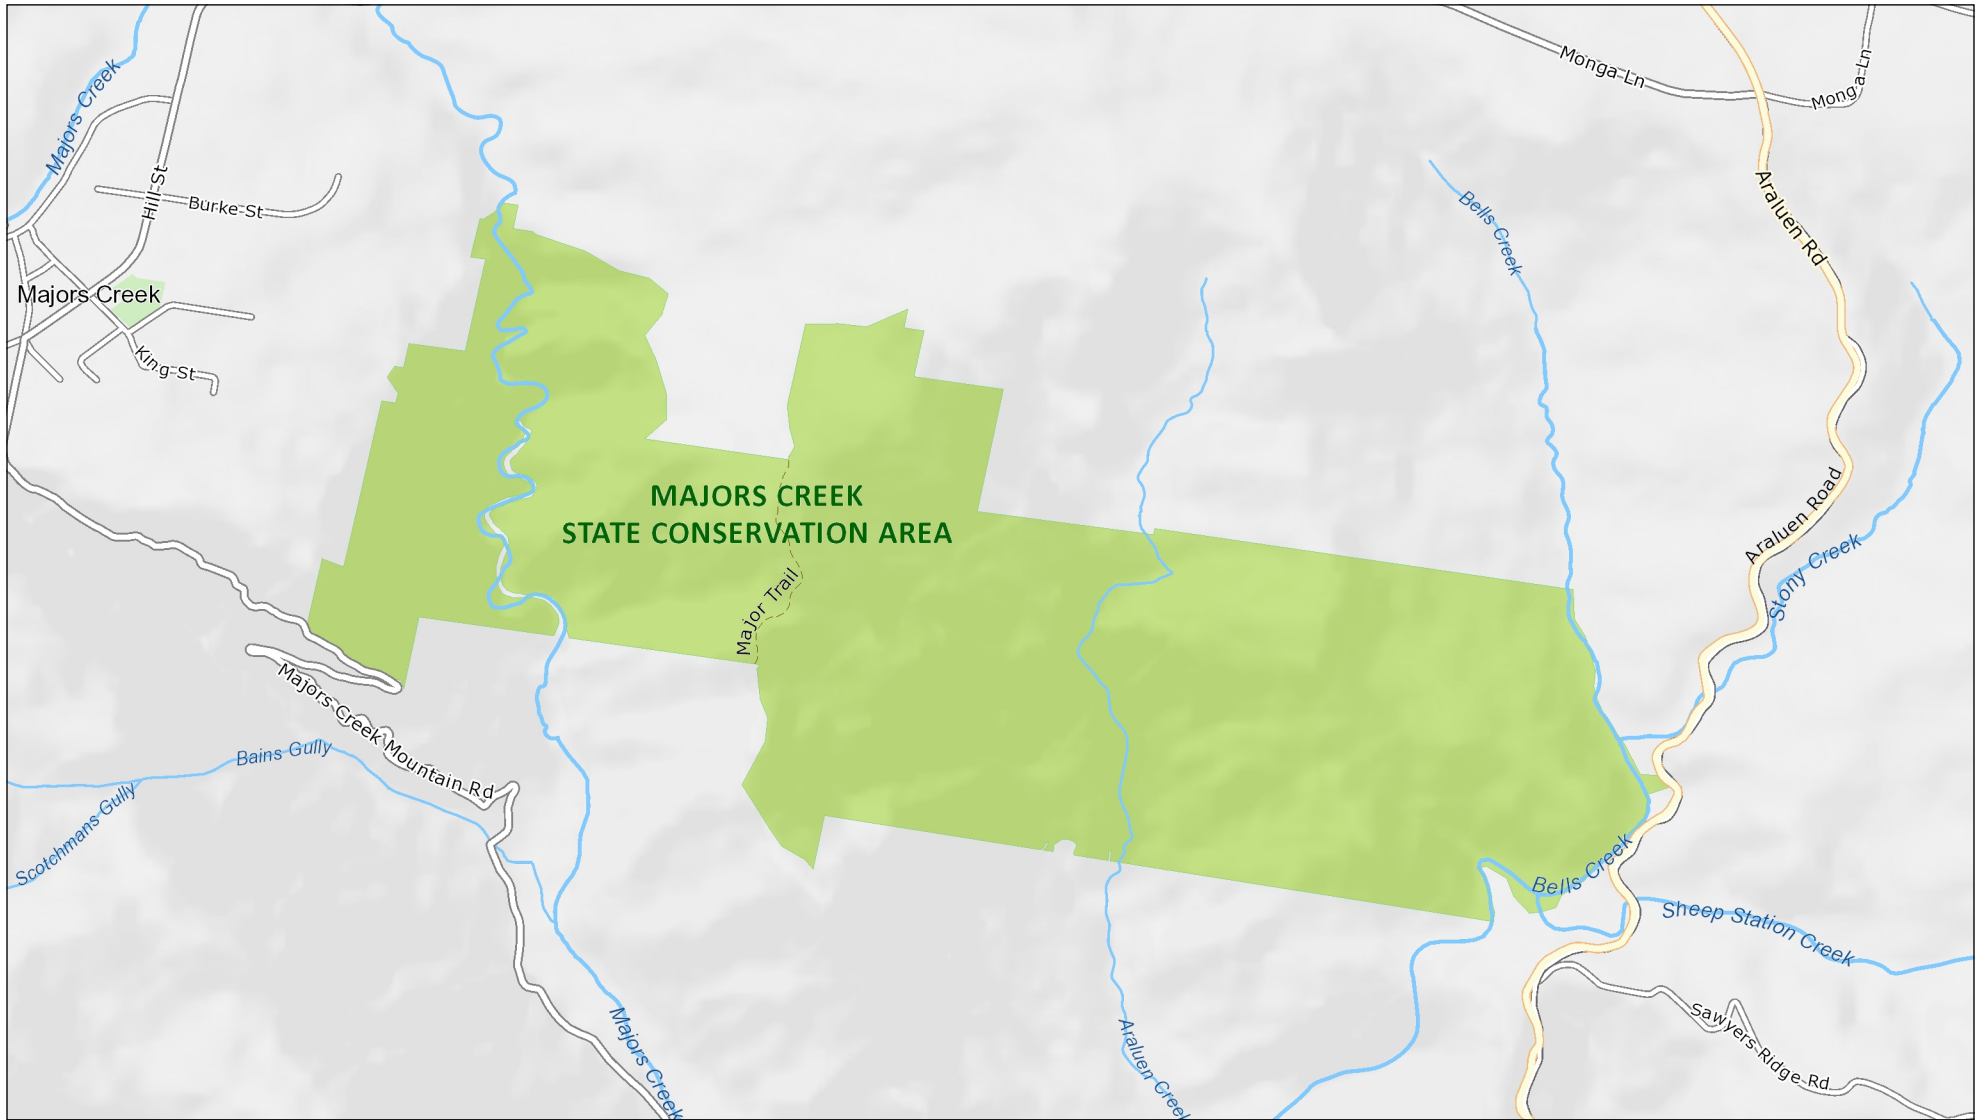 Monga Ln
Monga Ln
Majors Creek
Araluen Rd
Hill St
Burke St
Bells Creek
Majors Creek
King St
MAJORS CREEK
STATE CONSERVATION AREA
Araluen Road
Stony Creek
Major Trail
Majors Creek Mountain Rd
Bains Gully
Scotchmans Gully
Bells Creek
Sheep Station Creek
Majors Creek
Araluen Creek
Sawyers Ridge Rd